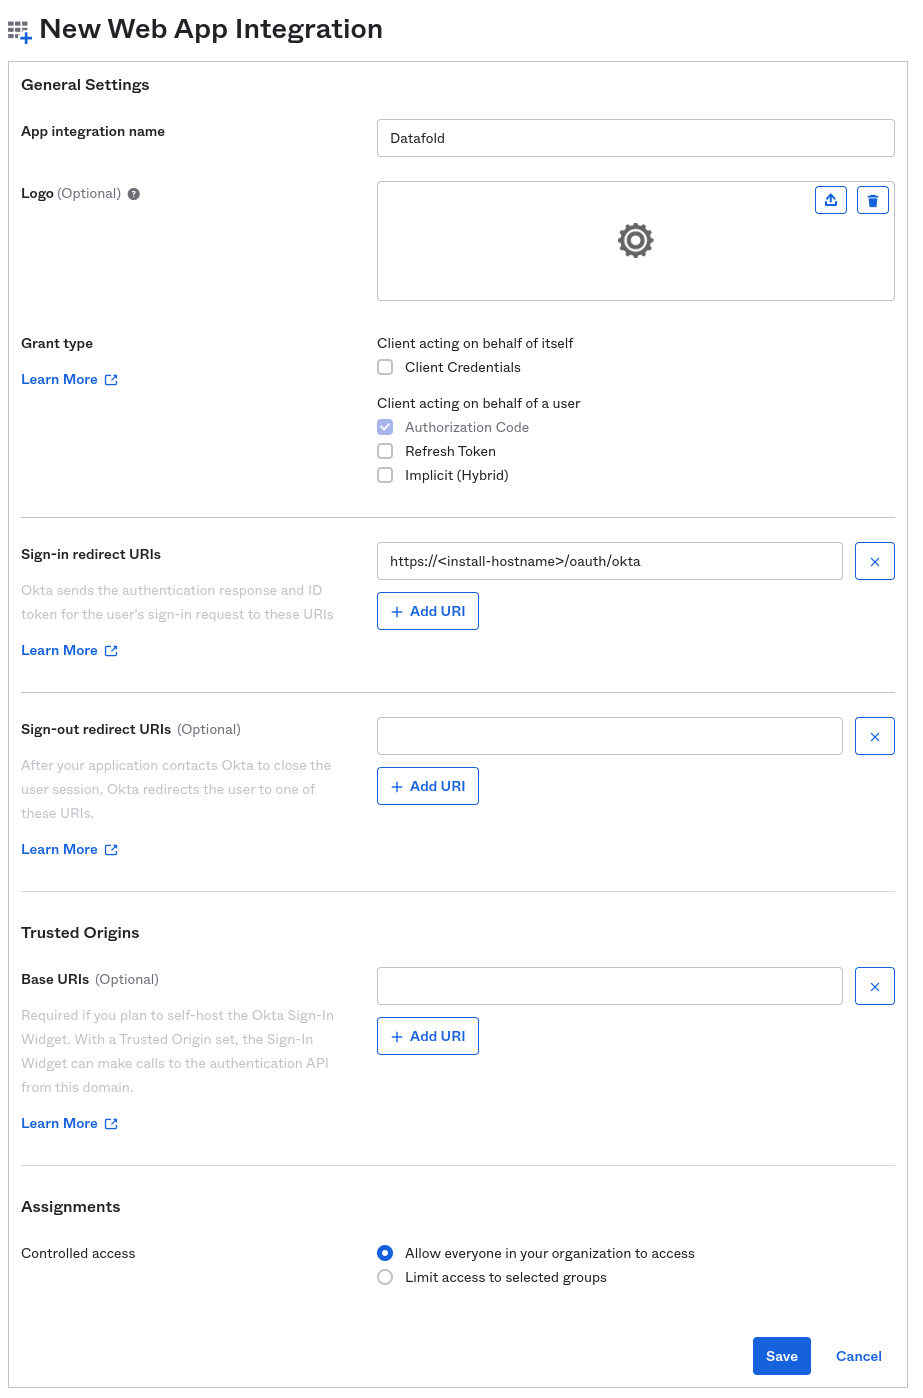 New Web App Integration
General Settings
App integration name
Datafold
Logo (Optional) ?
Grant type
Learn More
Client acting on behalf of itself
Client Credentials
Client acting on behalf of a user
Authorization Code
Refresh Token
Implicit (Hybrid)
Sign-in redirect URIs
Okta sends the authentication response and ID
token for the user's sign-in request to these URIs
Learn More
https://<install-hostname>/oauth/okta
+ Add URI
Sign-out redirect URIs (Optional)
After your application contacts Okta to close the
user session, Okta redirects the user to one of
these URIs.
Learn More
+ Add URI
Trusted Origins
Base URIs (Optional)
Required if you plan to self-host the Okta Sign-In
Widget. With a Trusted Origin set, the Sign-In
Widget can make calls to the authentication API
from this domain.
Learn More
+ Add URI
Assignments
Controlled access
Allow everyone in your organization to access
Limit access to selected groups
Save
Cancel